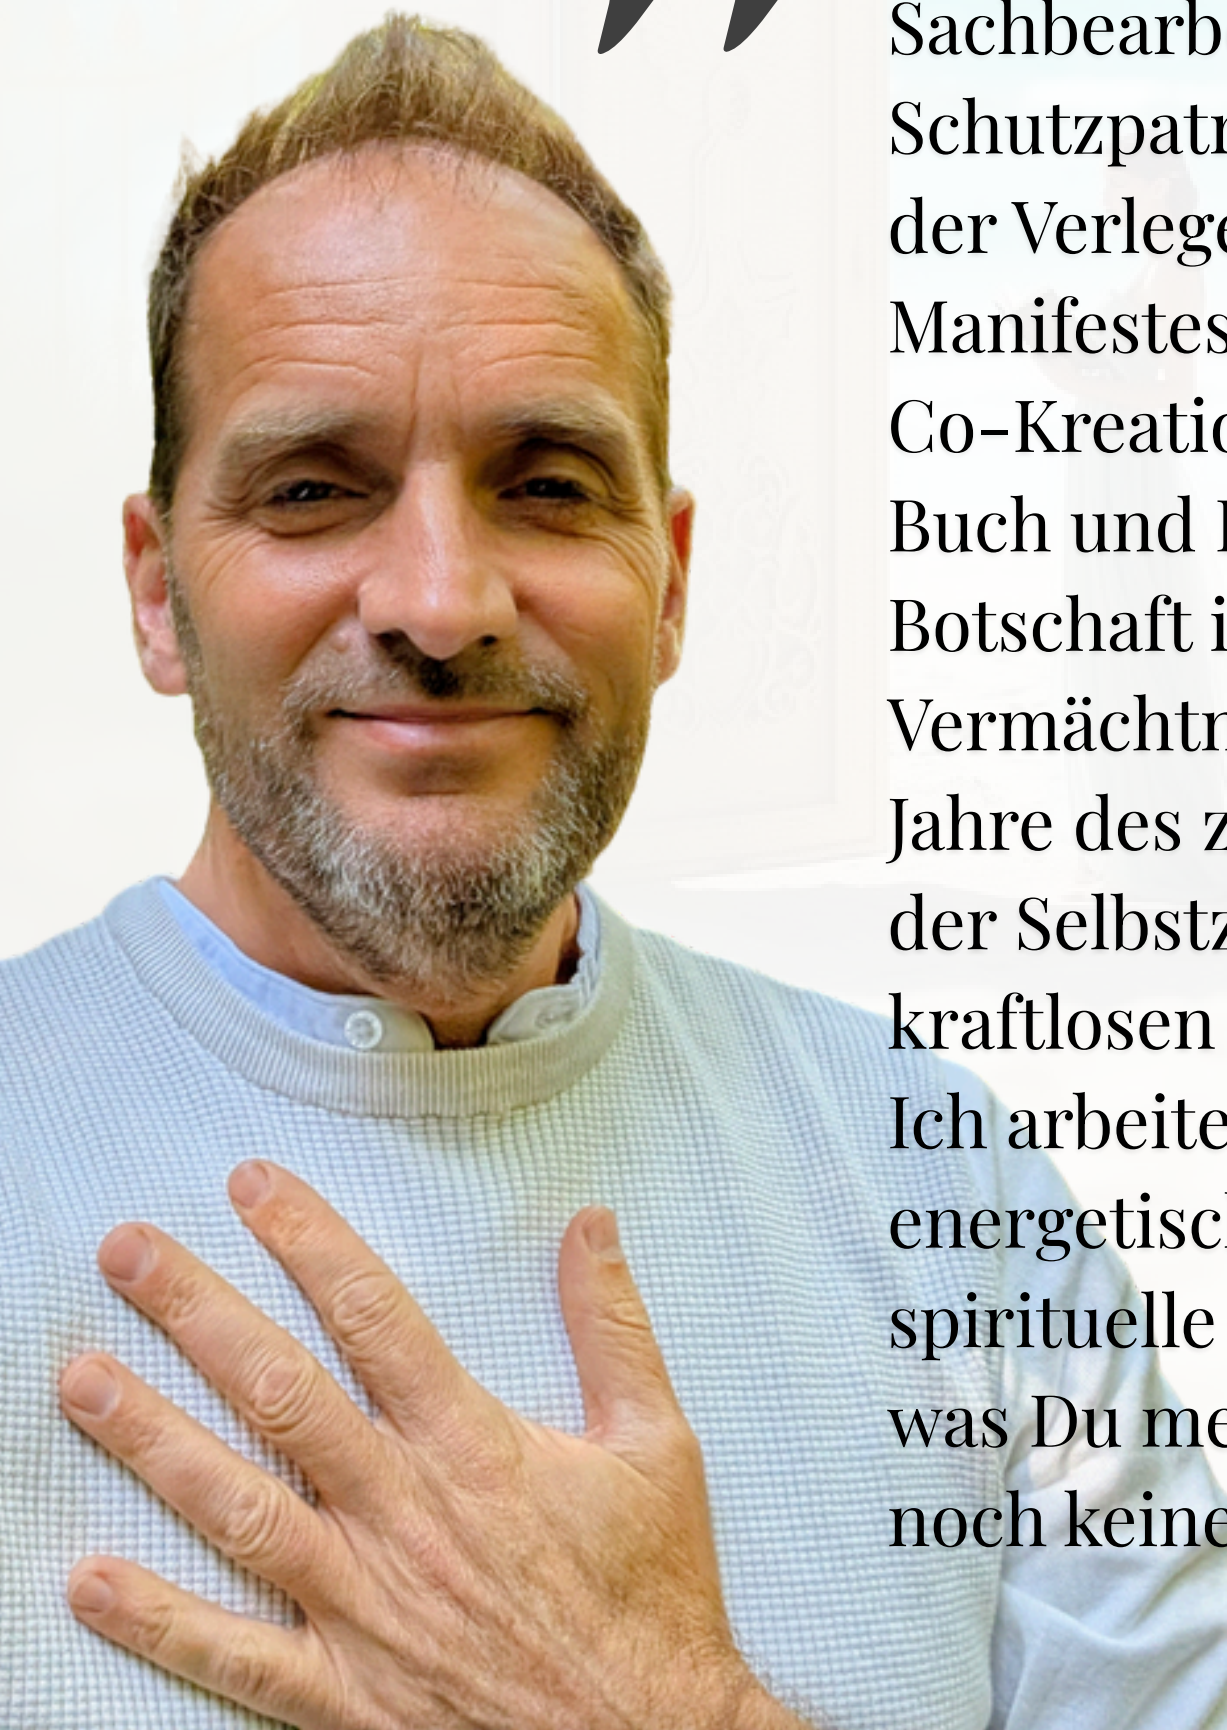 „
Sachbearb
Schutzpatr
der Verlege
Manifestes
Co-Kreatio
Buch und
Botschaft i
Vermächtn
Jahre des z
der Selbstz
kraftlosen
Ich arbeite
energetisch
spirituelle
was Du me
noch keine